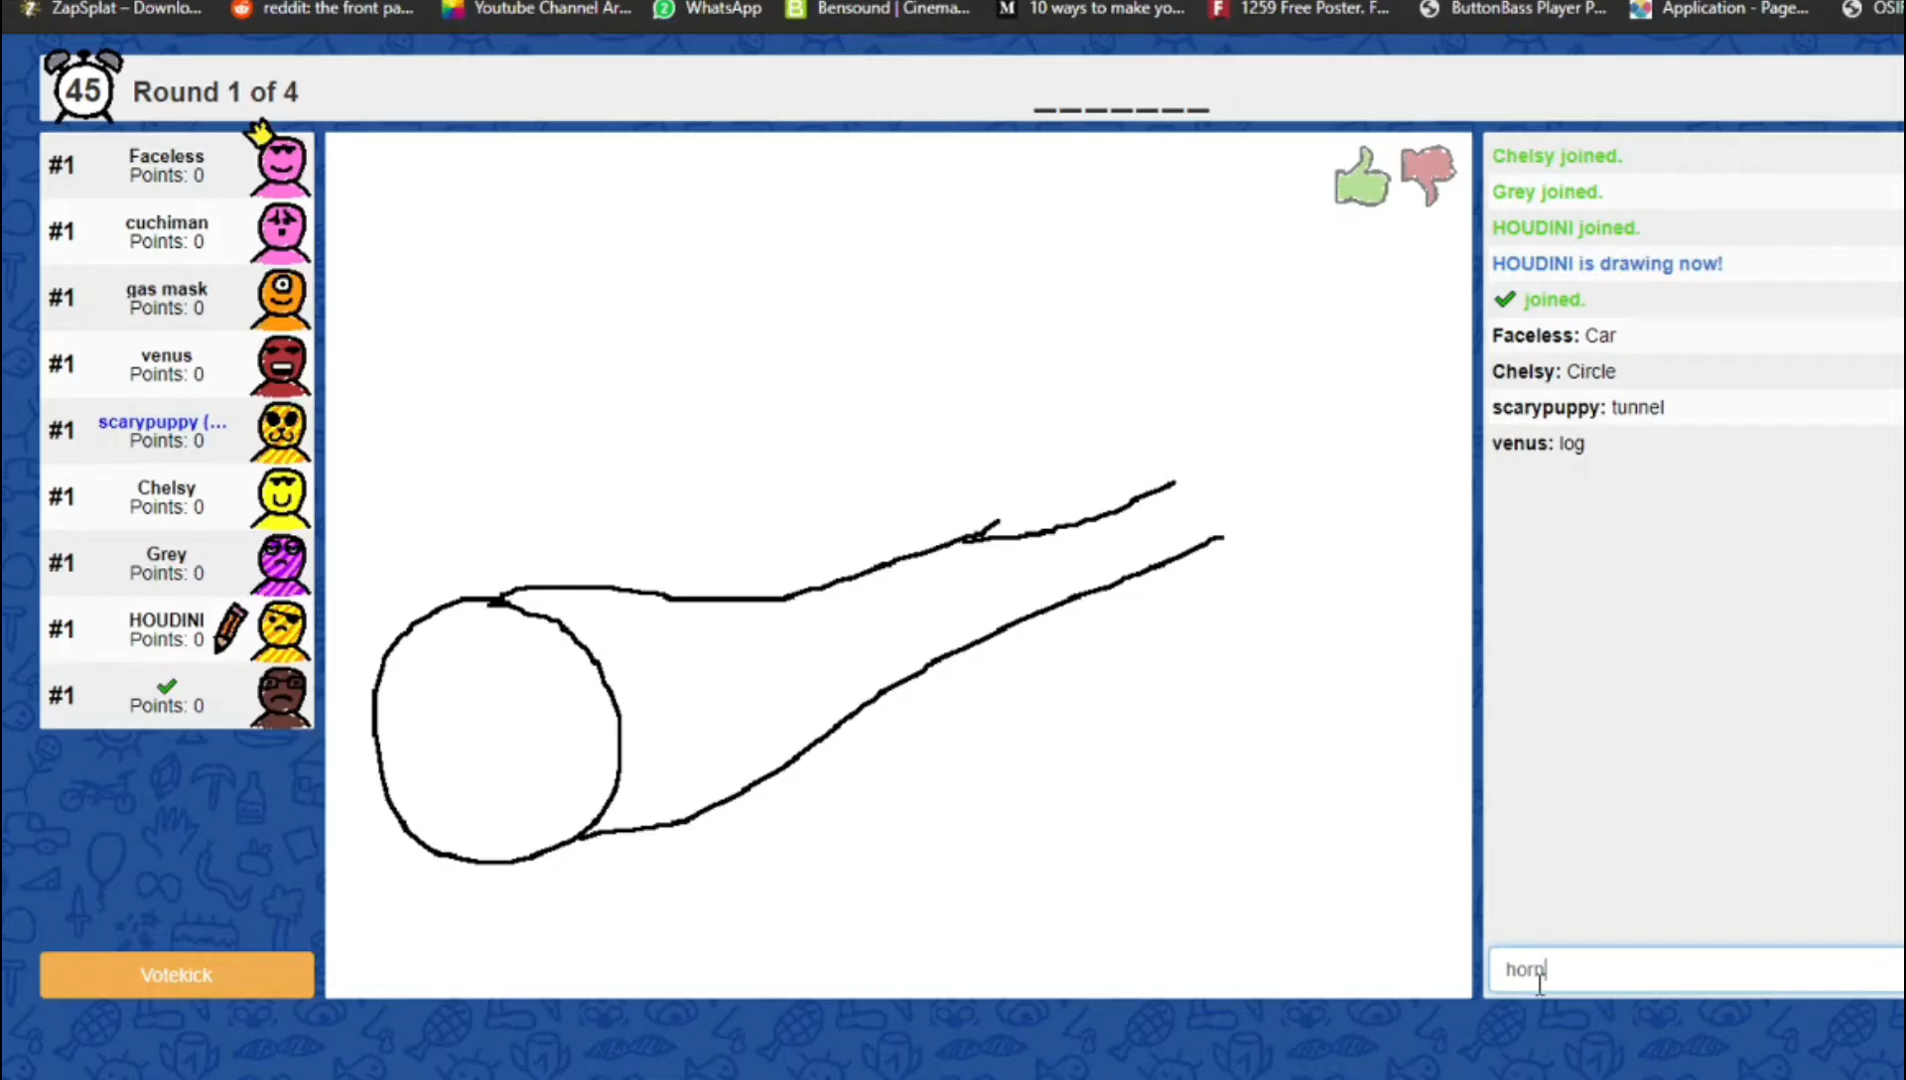 ZapSplat – Downlo... reddit: the front pa... Youtube Channel Ar... WhatsApp Bensound | Cinema... 10 ways to make yo... 1259 Free Poster. F... ButtonBass Player P... Application - Page... OSIF
45 Round 1 of 4 _ _ _ _ _ _ _
#1 Faceless
Points: 0
#1 cuchiman
Points: 0
#1 gas mask
Points: 0
#1 venus
Points: 0
#1 scarypuppy (...
Points: 0
#1 Chelsy
Points: 0
#1 Grey
Points: 0
#1 HOUDINI
Points: 0
#1 ✔
Points: 0
Votekick
Chelsy joined.
Grey joined.
HOUDINI joined.
HOUDINI is drawing now!
✔ joined.
Faceless: Car
Chelsy: Circle
scarypuppy: tunnel
venus: log
horn